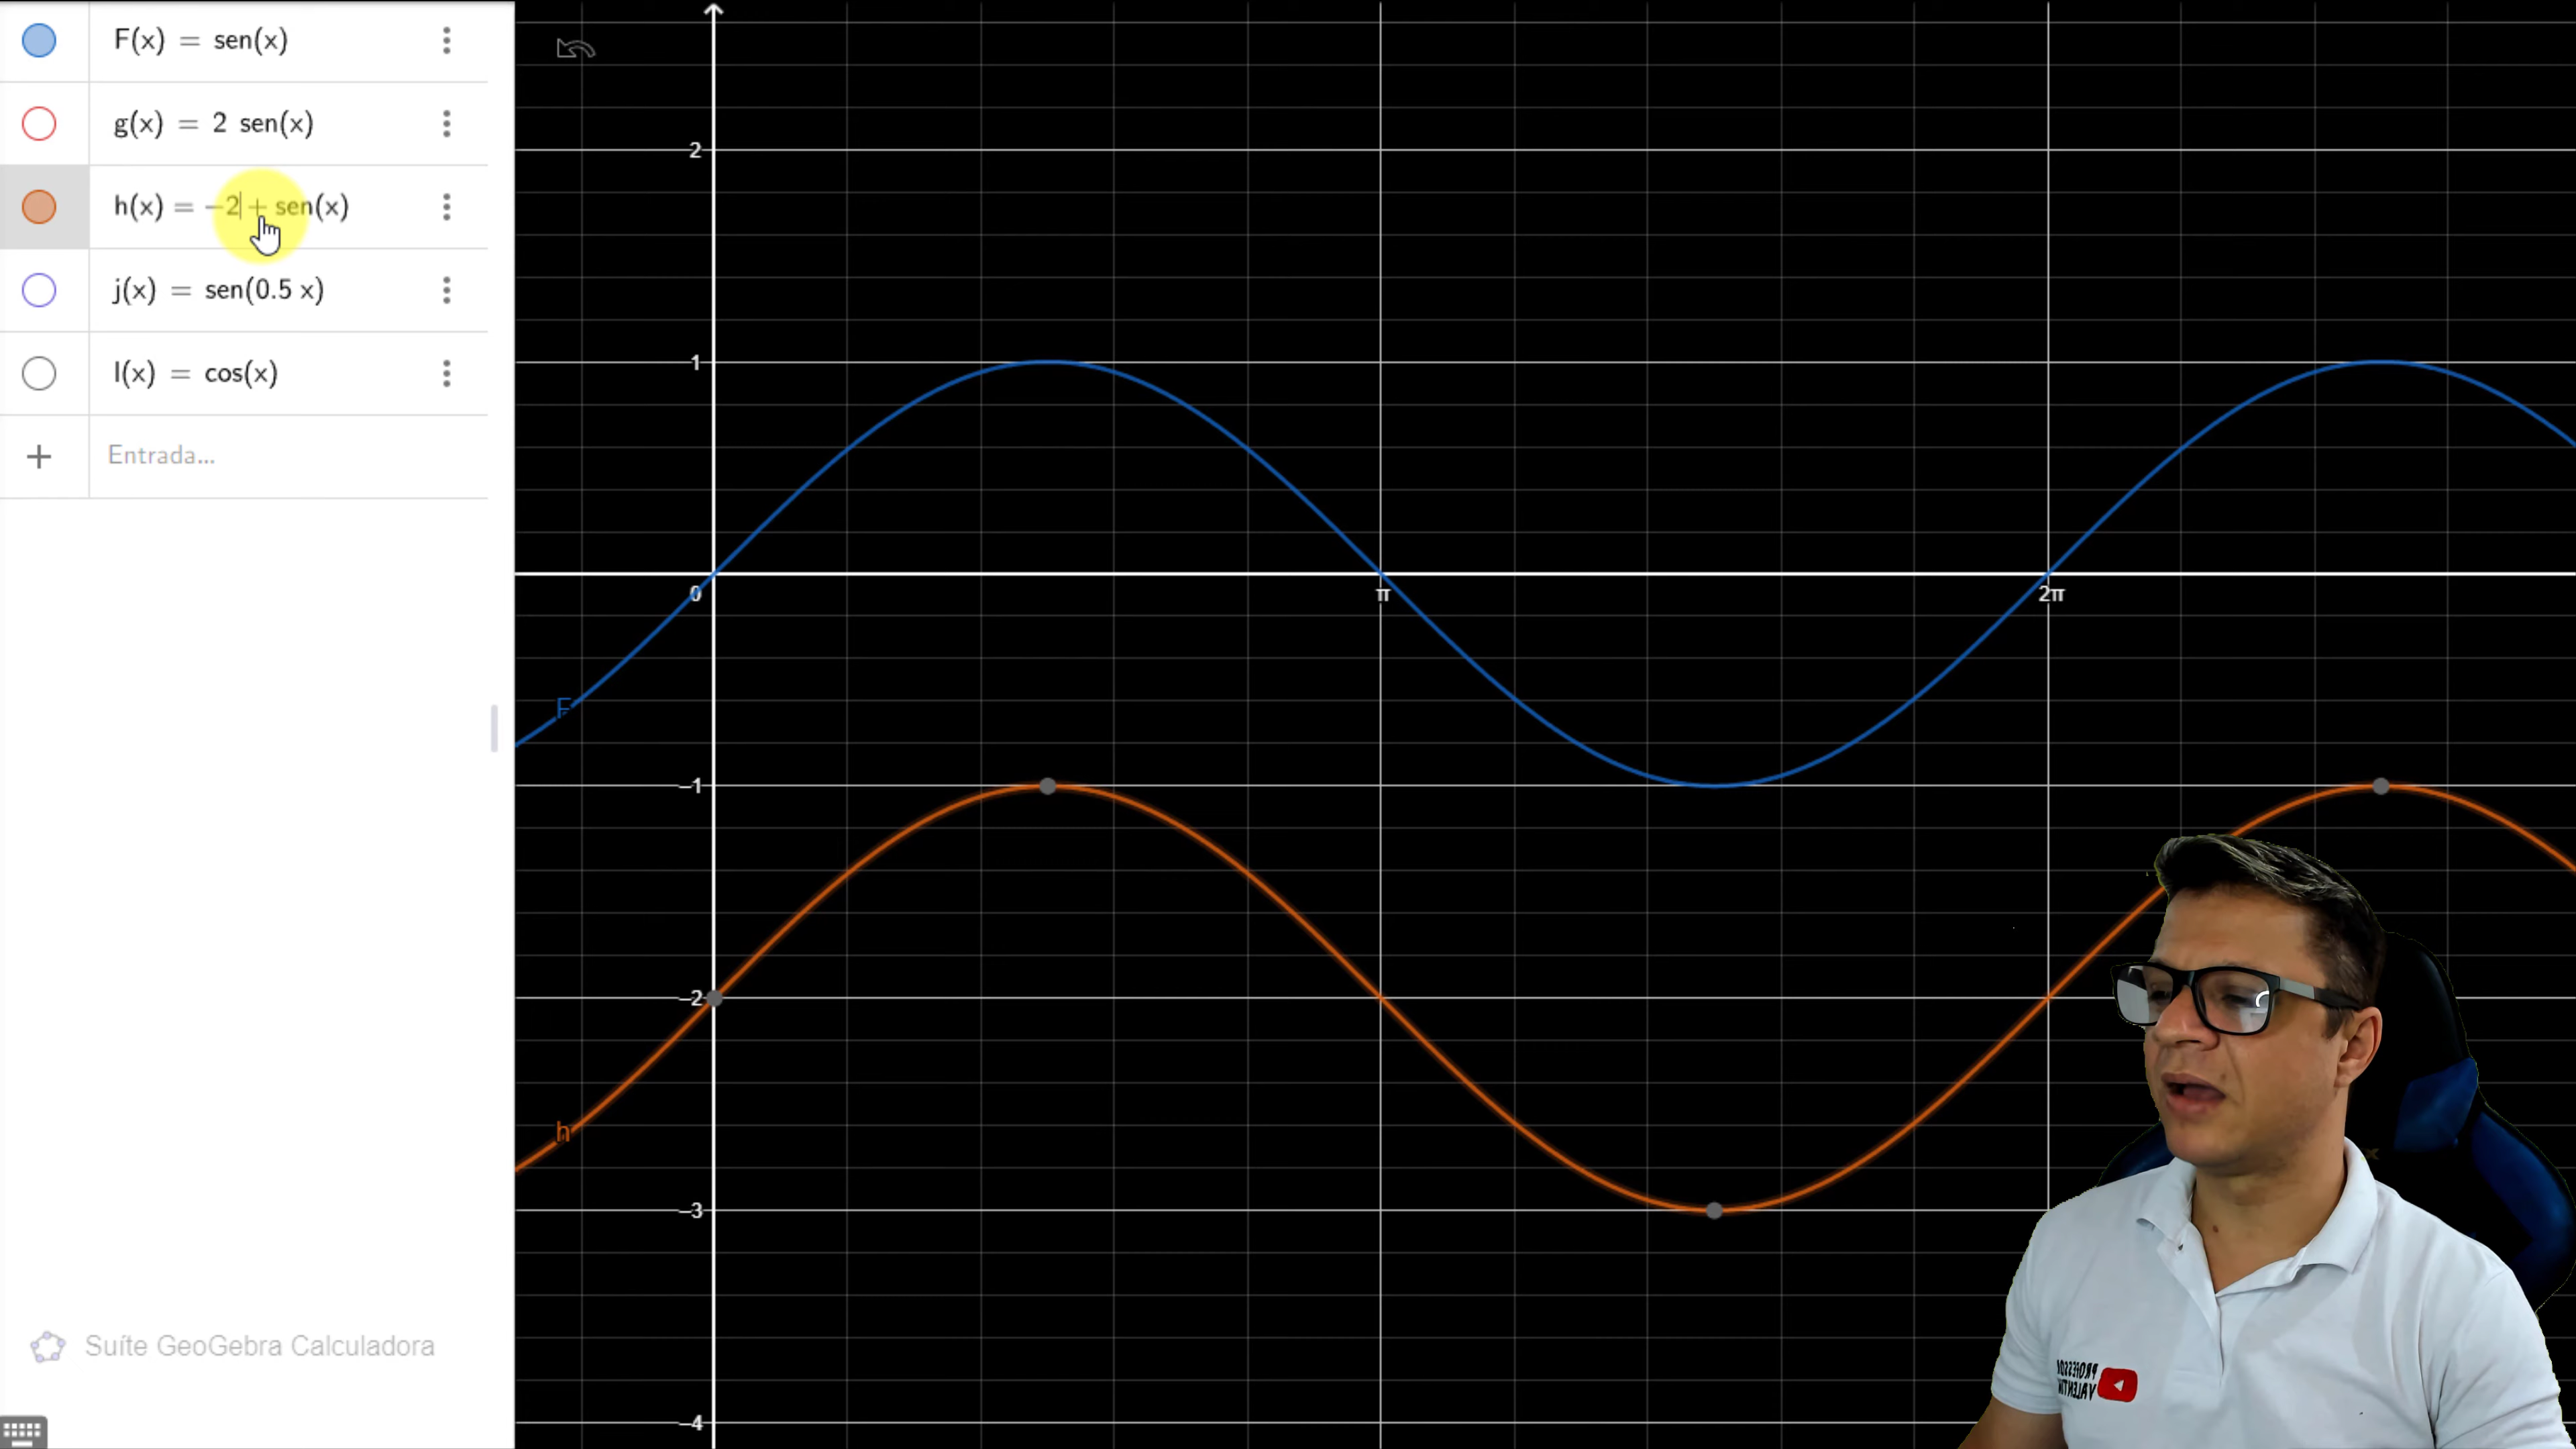 F(x) = sen(x)
g(x) = 2 sen(x)
h(x) = −2 + sen(x)
j(x) = sen(0.5 x)
l(x) = cos(x)
+ Entrada...
Suíte GeoGebra Calculadora
2
1
0
π
2π
F
−1
−2
h
−3
−4
PROFESSOR